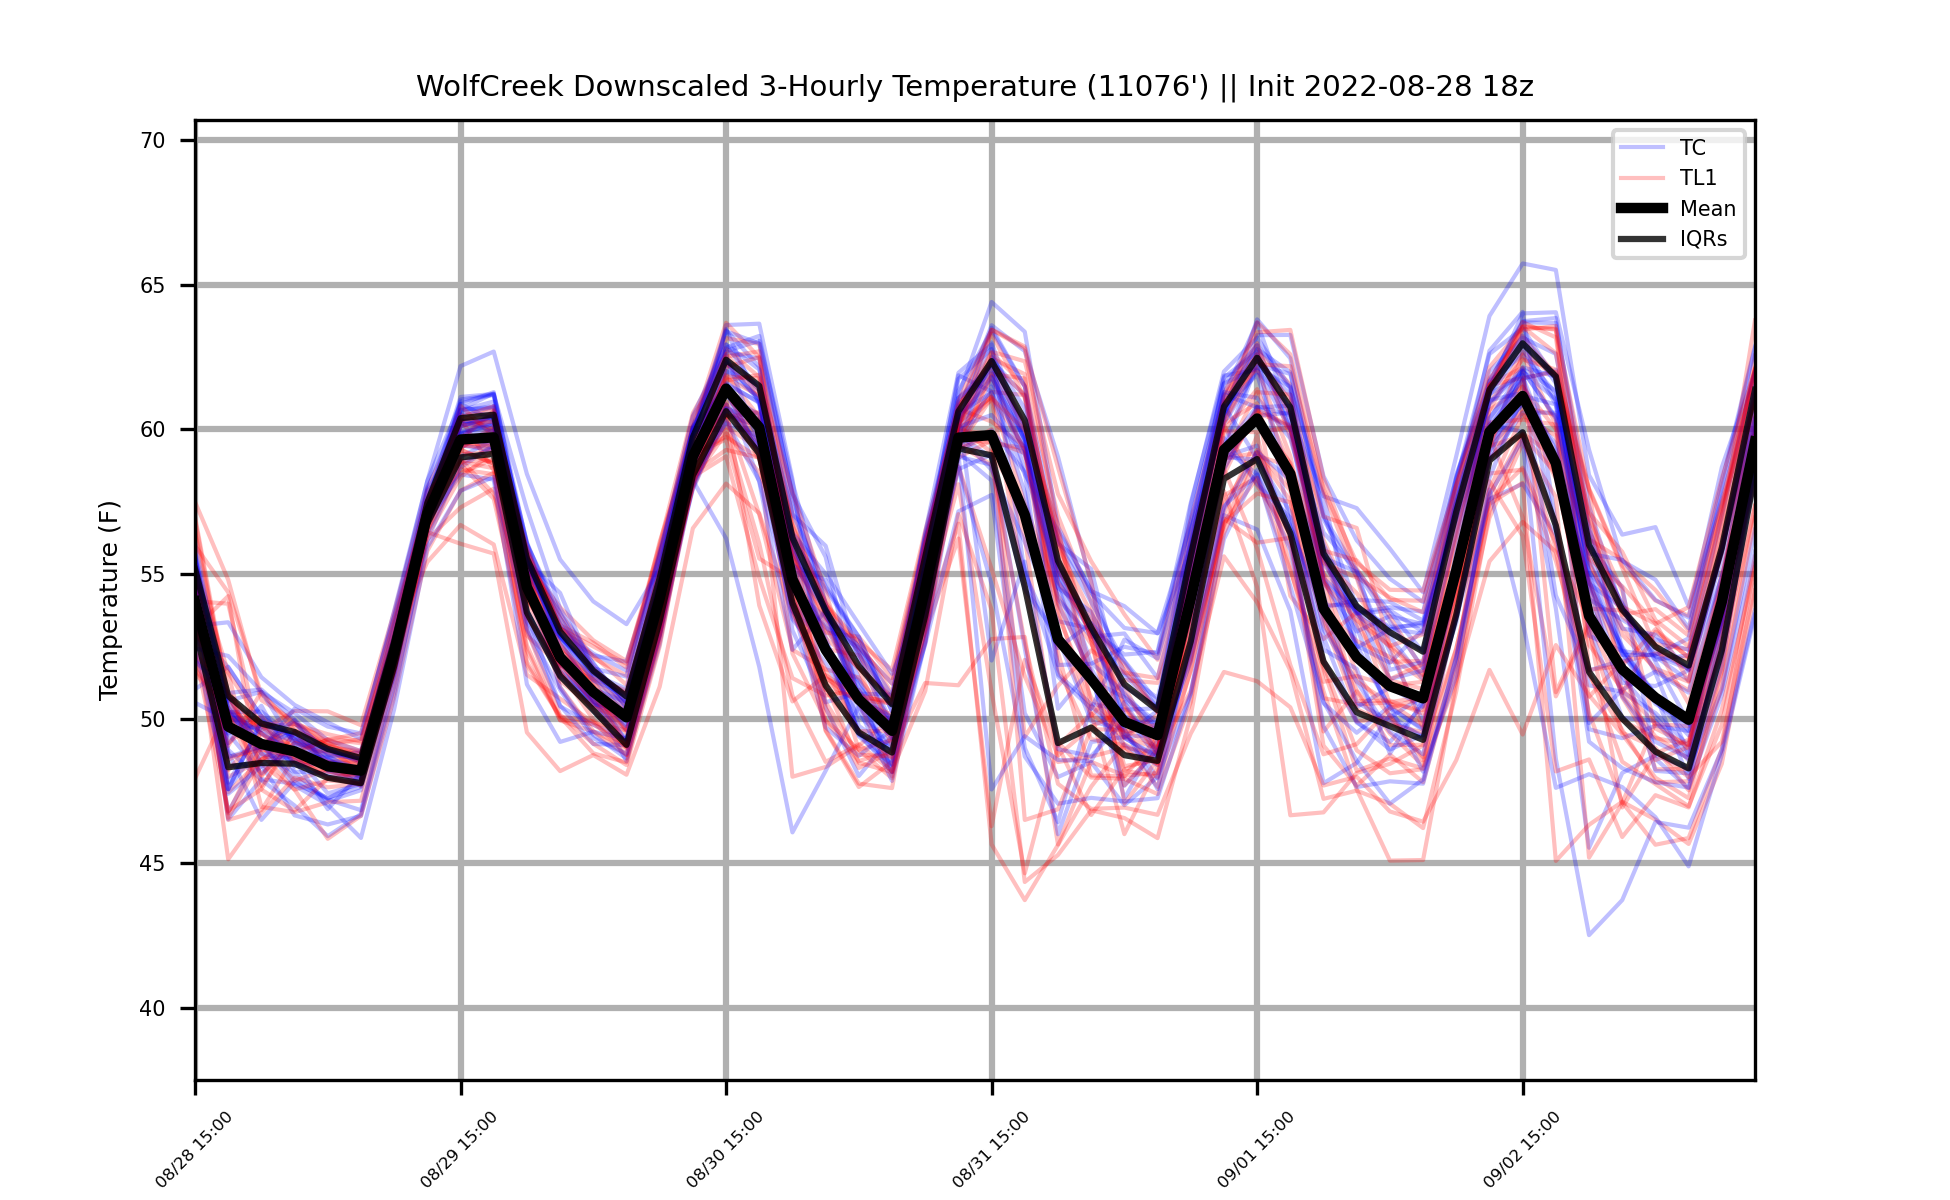 WolfCreek Downscaled 3-Hourly Temperature (11076') || Init 2022-08-28 18z
TC
TL1
Mean
IQRs
Temperature (F)
70
65
60
55
50
45
40
08/28 15:00
08/29 15:00
08/30 15:00
08/31 15:00
09/01 15:00
09/02 15:00